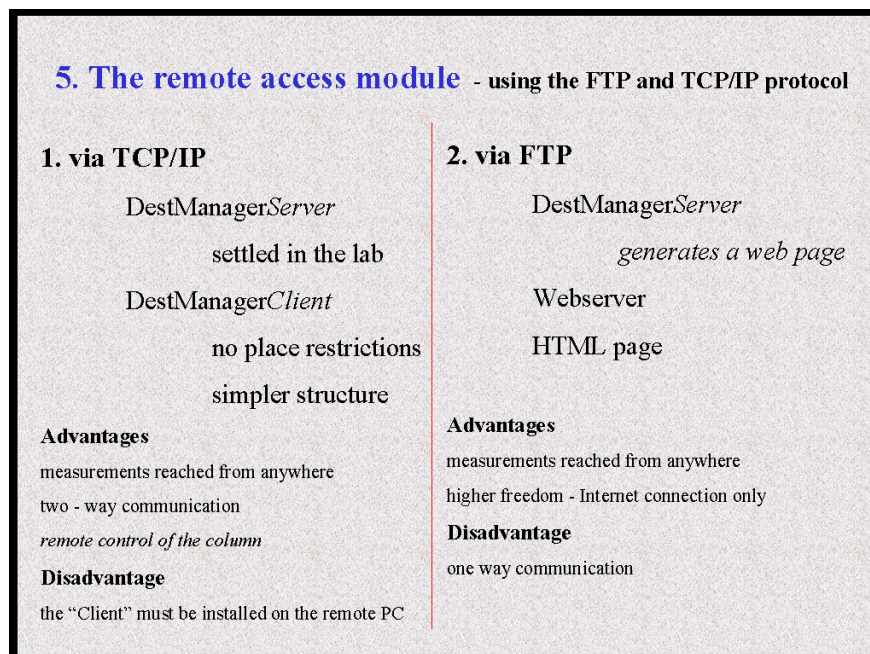 5. The remote access module - using the FTP and TCP/IP protocol
1. via TCP/IP
DestManagerServer
settled in the lab
DestManagerClient
no place restrictions
simpler structure
Advantages
measurements reached from anywhere
two - way communication
remote control of the column
Disadvantage
the “Client” must be installed on the remote PC
2. via FTP
DestManagerServer
generates a web page
Webserver
HTML page
Advantages
measurements reached from anywhere
higher freedom - Internet connection only
Disadvantage
one way communication